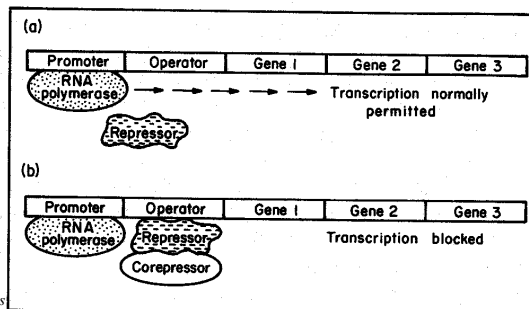 (a)
Promoter Operator Gene 1 Gene 2 Gene 3
RNA polymerase
Transcription normally
permitted
Repressor
(b)
Promoter Operator Gene 1 Gene 2 Gene 3
RNA polymerase
Repressor
Transcription blocked
Corepressor
s